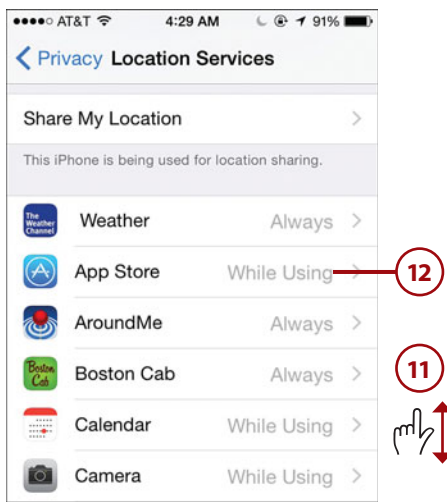 AT&T 4:29 AM 91%
Privacy Location Services
Share My Location
This iPhone is being used for location sharing.
The Weather Channel
Weather Always
App Store While Using
12
AroundMe Always
11
Boston Cab
Boston Cab Always
Calendar While Using
Camera While Using